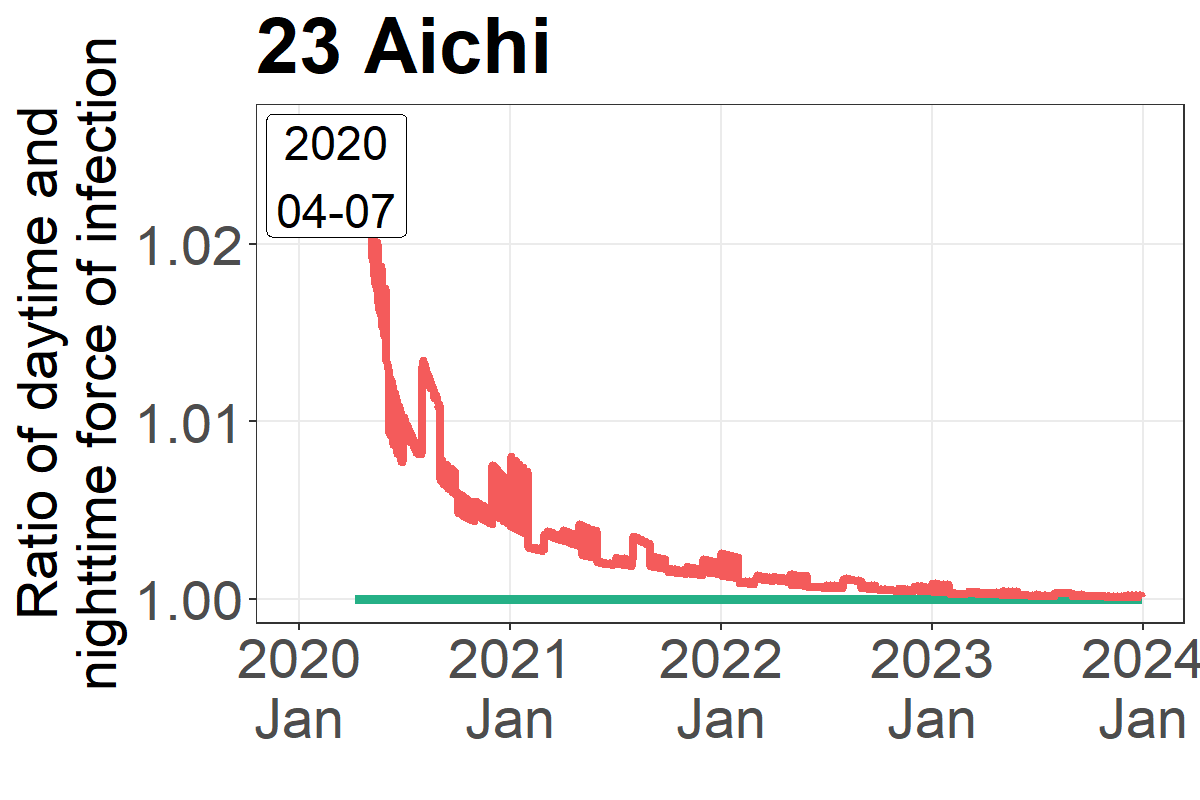 23 Aichi
Ratio of daytime and
nighttime force of infection
2020
04-07
1.02
1.01
1.00
2020
Jan
2021
Jan
2022
Jan
2023
Jan
2024
Jan